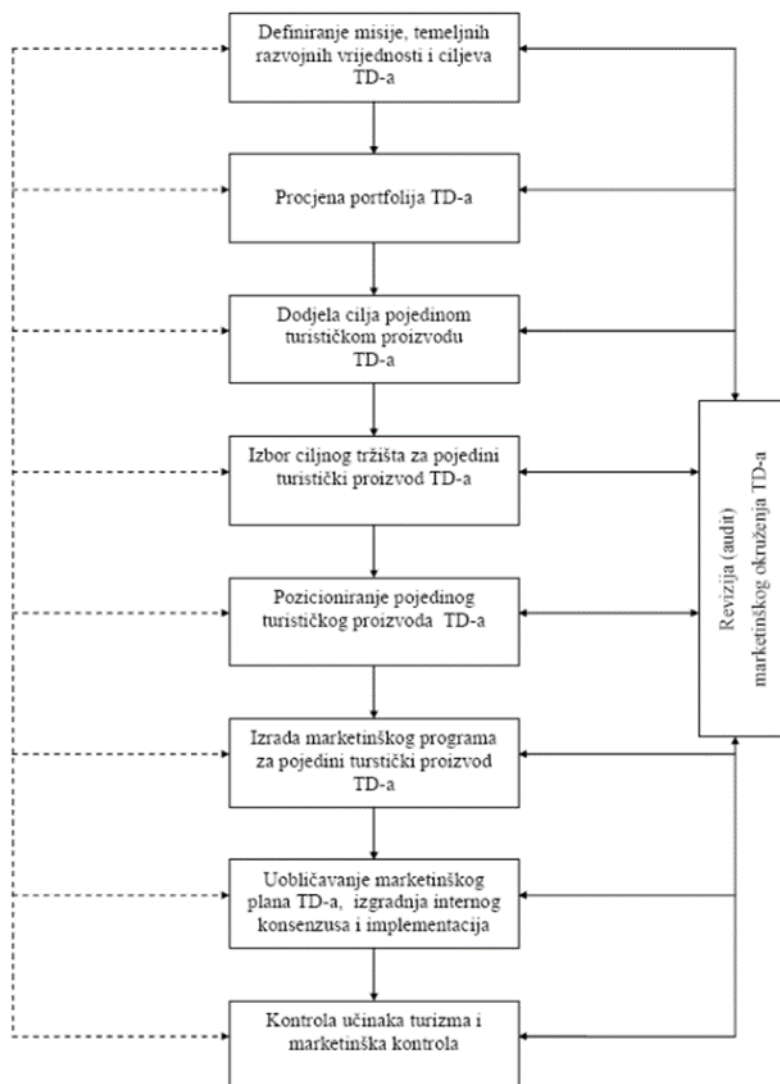 Definiranje misije, temeljnih
razvojnih vrijednosti i ciljeva
TD-a
Procjena portfolija TD-a
Dodjela cilja pojedinom
turističkom proizvodu
TD-a
Izbor ciljnog tržišta za pojedini
turistički proizvod TD-a
Pozicioniranje pojedinog
turističkog proizvoda TD-a
Izrada marketinškog programa
za pojedini turstički proizvod
TD-a
Uobličavanje marketinškog
plana TD-a, izgradnja internog
konsenzusa i implementacija
Kontrola učinaka turizma i
marketinška kontrola
Revizija (audit)
marketinškog okruženja TD-a